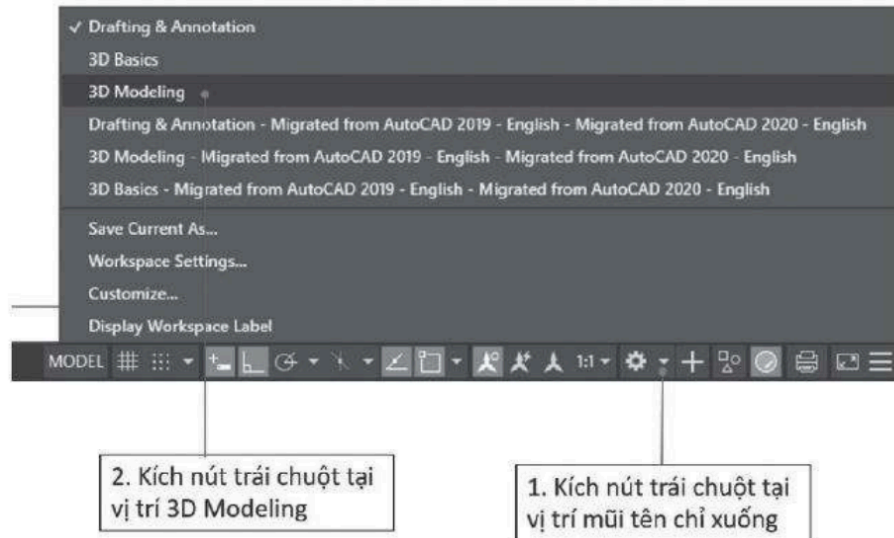 ✓ Drafting & Annotation
3D Basics
3D Modeling
Drafting & Annotation - Migrated from AutoCAD 2019 - English - Migrated from AutoCAD 2020 - English
3D Modeling - Migrated from AutoCAD 2019 - English - Migrated from AutoCAD 2020 - English
3D Basics - Migrated from AutoCAD 2019 - English - Migrated from AutoCAD 2020 - English
Save Current As...
Workspace Settings...
Customize...
Display Workspace Label
MODEL 1:1
2. Kích nút trái chuột tại
vị trí 3D Modeling
1. Kích nút trái chuột tại
vị trí mũi tên chỉ xuống